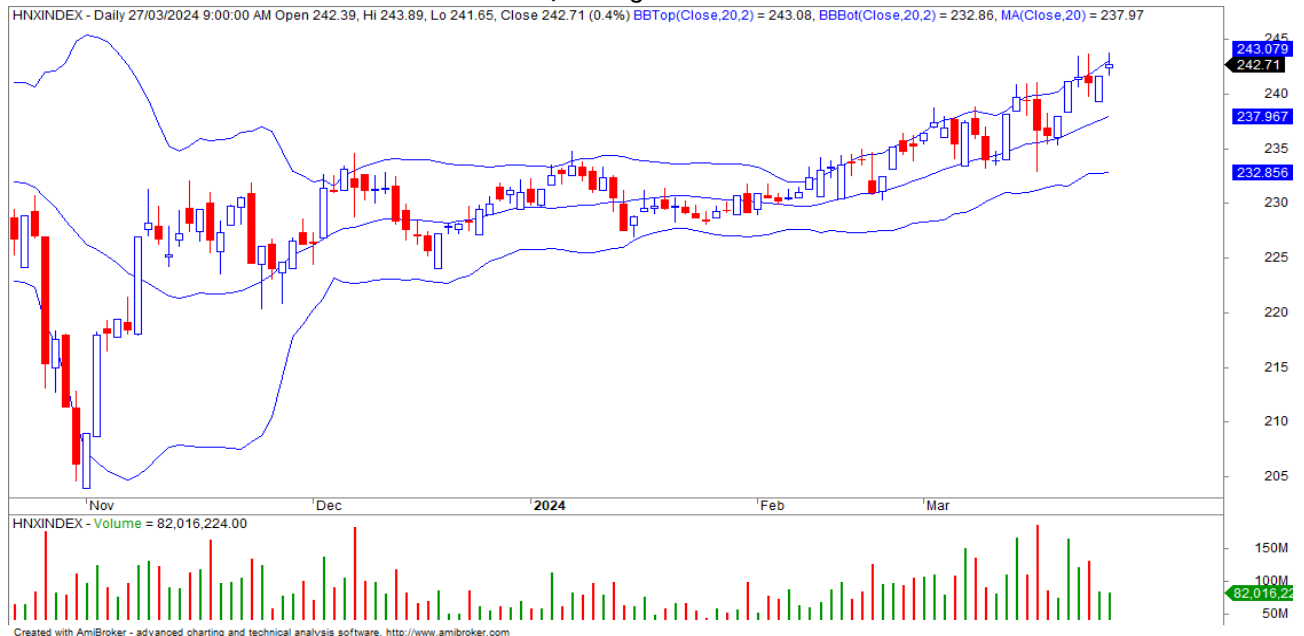 HNXINDEX - Daily 27/03/2024 9:00:00 AM Open 242.39, Hi 243.89, Lo 241.65, Close 242.71 (0.4%) BBTop(Close,20,2) = 243.08, BBBot(Close,20,2) = 232.86, MA(Close,20) = 237.97
245
243.079
242.71
240
237.967
235
232.856
230
225
220
215
210
205
Nov Dec 2024 Feb Mar
HNXINDEX - Volume = 82,016,224.00
150M
100M
82,016,22
50M
Created with AmiBroker - advanced charting and technical analysis software. http://www.amibroker.com